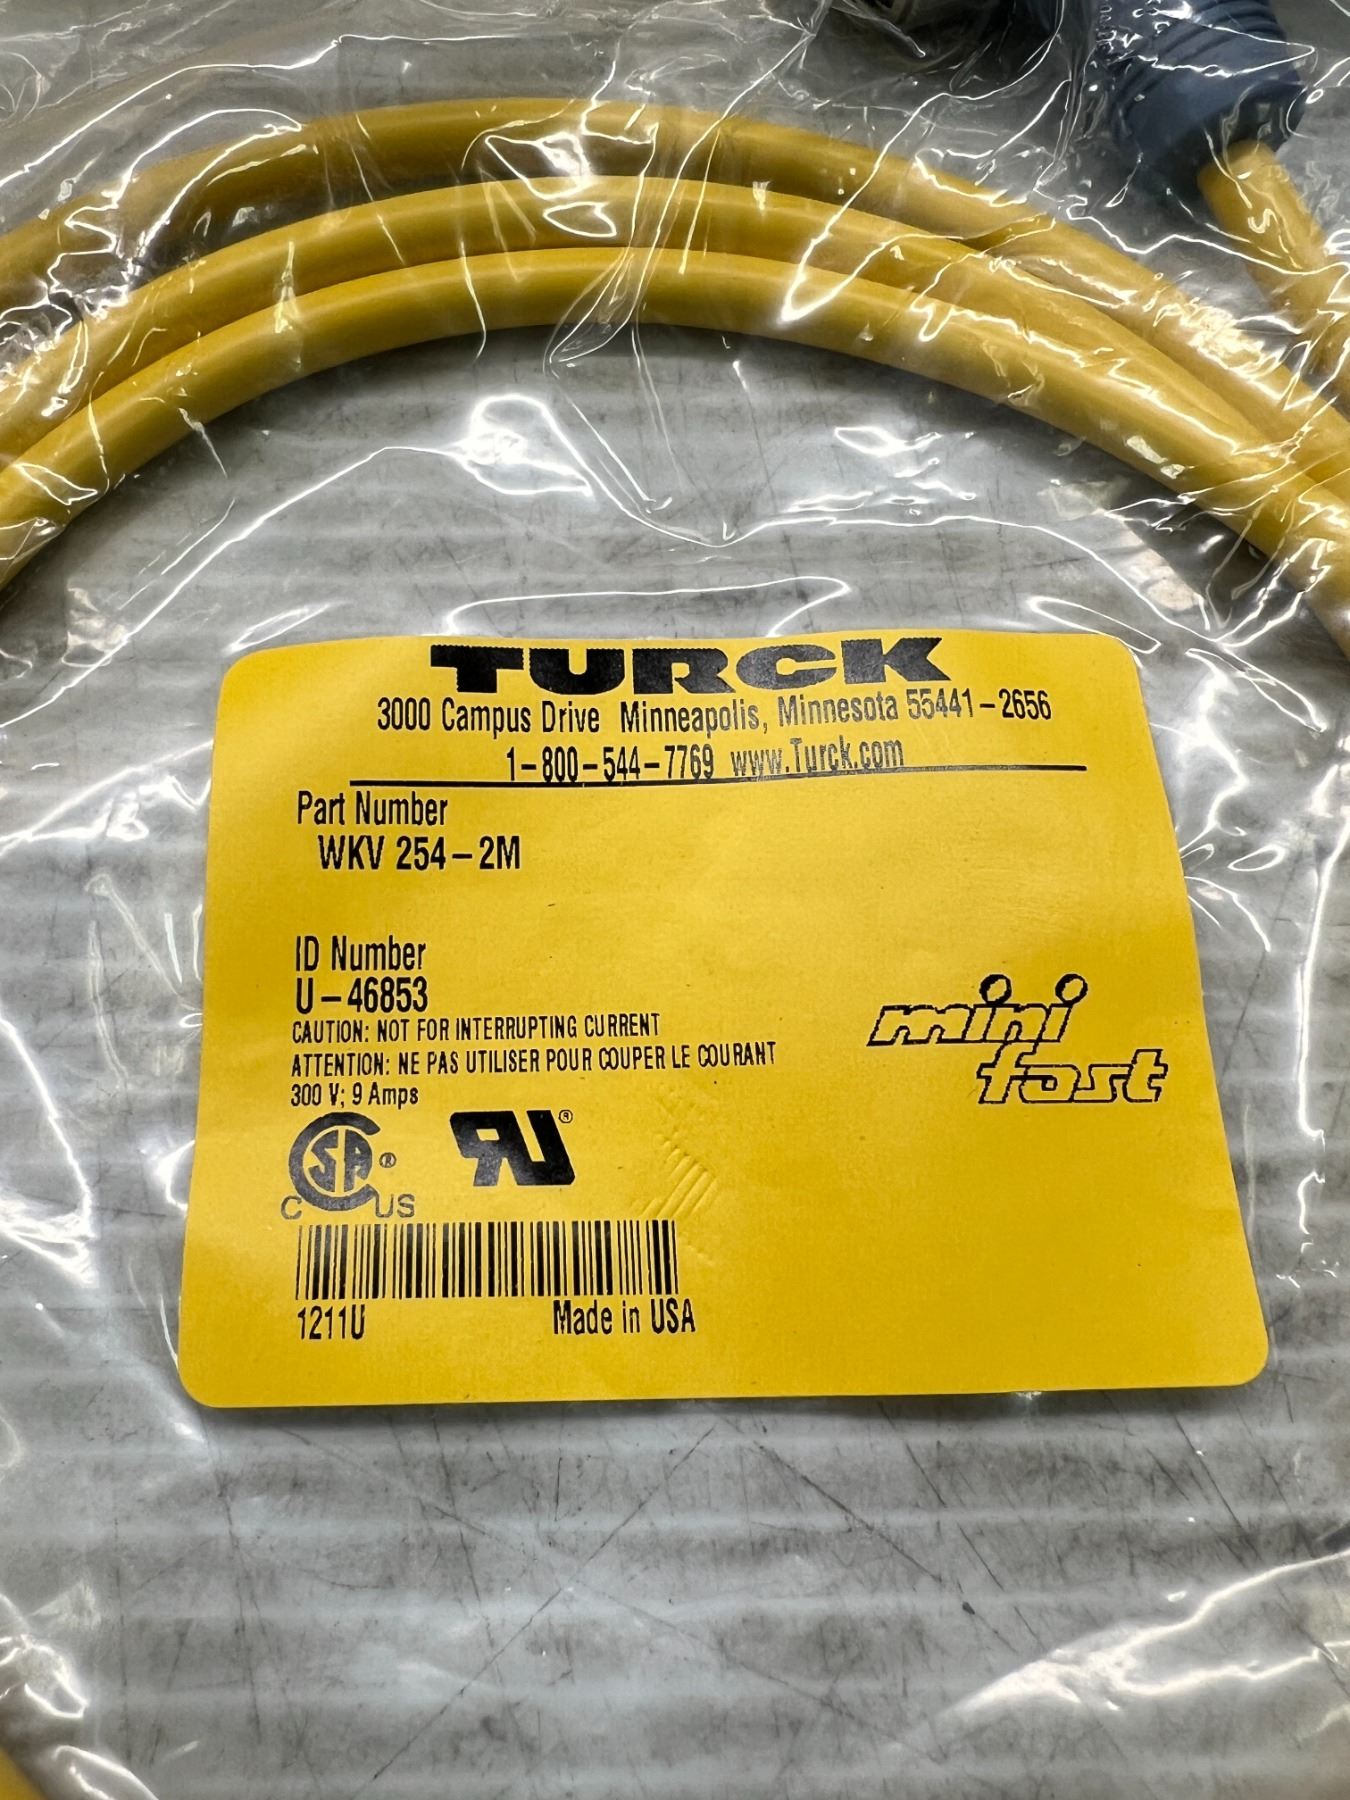 TURCK
3000 Campus Drive Minneapolis, Minnesota 55441-2656
1-800-544-7769 www.Turck.com
Part Number
WKV 254-2M
ID Number
U-46853
CAUTION: NOT FOR INTERRUPTING CURRENT
ATTENTION: NE PAS UTILISER POUR COUPER LE COURANT
300 V; 9 Amps
mini
fast
CSA ® RU ®
C US
1211U Made in USA